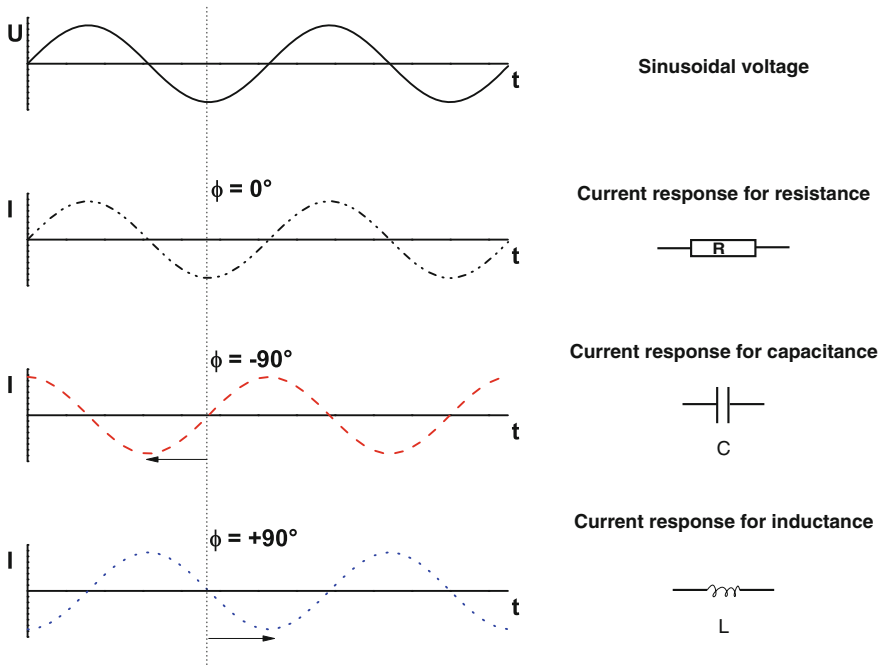 U
t
Sinusoidal voltage
ϕ = 0°
Current response for resistance
I
t
R
ϕ = -90°
Current response for capacitance
I
t
C
ϕ = +90°
Current response for inductance
I
t
L